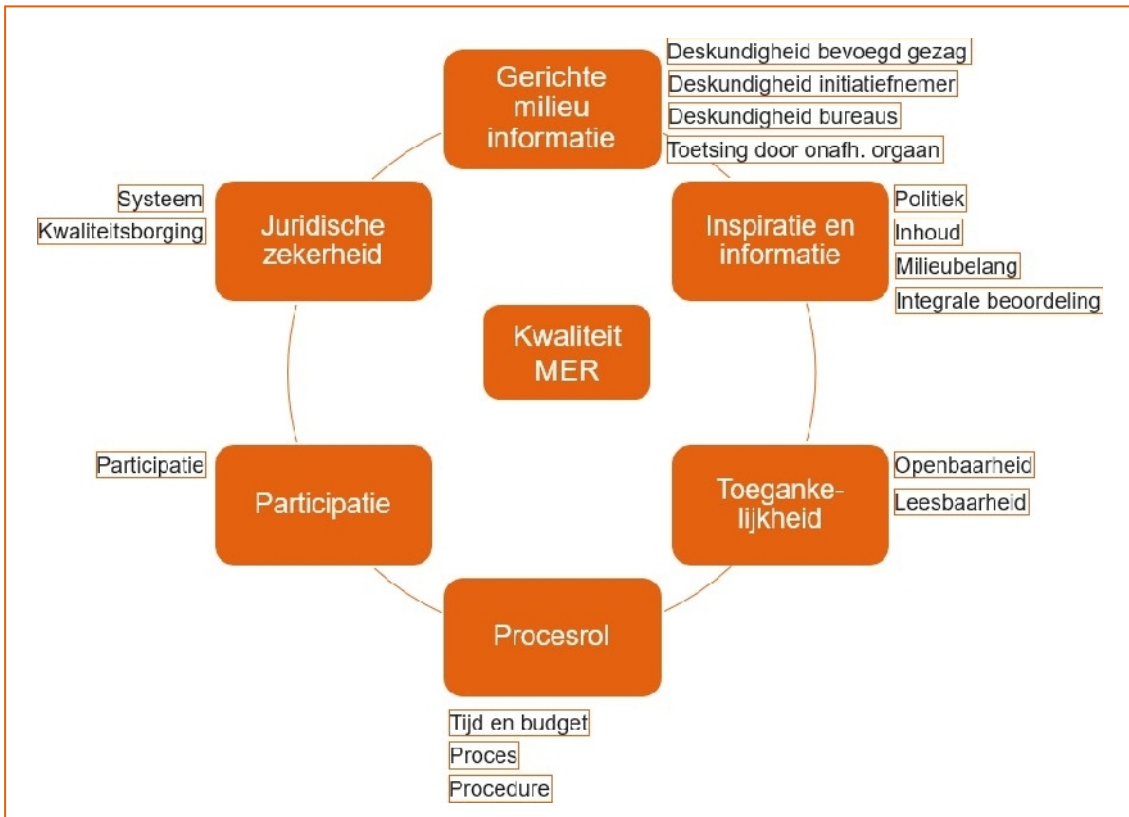 Gerichte
milieu
informatie
Deskundigheid bevoegd gezag
Deskundigheid initiatiefnemer
Deskundigheid bureaus
Toetsing door onafh. orgaan
Systeem
Kwaliteitsborging
Juridische
zekerheid
Inspiratie en
informatie
Politiek
Inhoud
Milieubelang
Integrale beoordeling
Kwaliteit
MER
Participatie
Participatie
Toeganke-
lijkheid
Openbaarheid
Leesbaarheid
Procesrol
Tijd en budget
Proces
Procedure